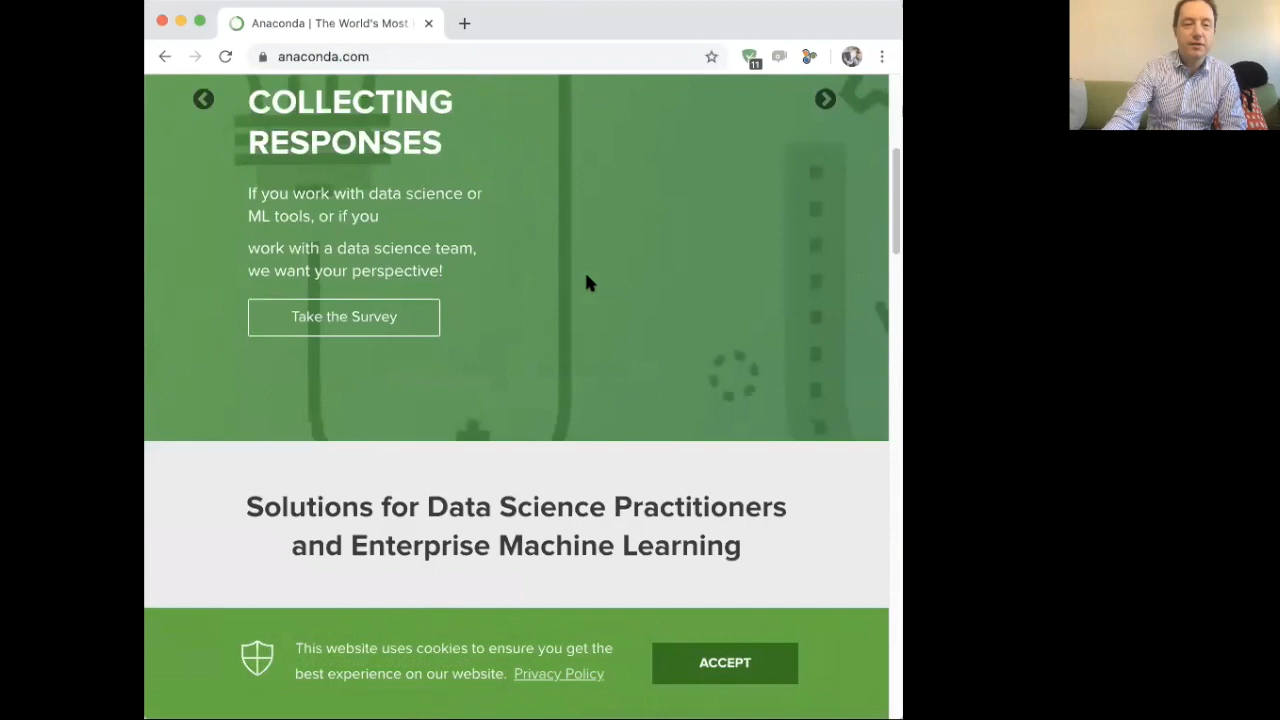 Anaconda | The World's Most
anaconda.com
11
COLLECTING
RESPONSES
If you work with data science or
ML tools, or if you
work with a data science team,
we want your perspective!
Take the Survey
Solutions for Data Science Practitioners
and Enterprise Machine Learning
This website uses cookies to ensure you get the
best experience on our website. Privacy Policy
ACCEPT